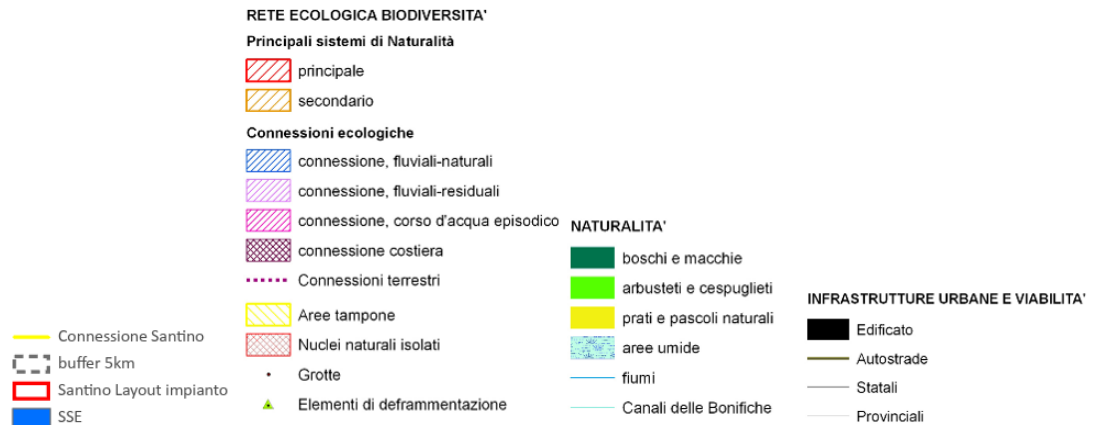 RETE ECOLOGICA BIODIVERSITA'
Principali sistemi di Naturalità
principale
secondario
Connessioni ecologiche
connessione, fluviali-naturali
connessione, fluviali-residuali
connessione, corso d'acqua episodico
connessione costiera
Connessioni terrestri
Aree tampone
Nuclei naturali isolati
Grotte
Elementi di deframmentazione
NATURALITA'
boschi e macchie
arbusteti e cespuglieti
prati e pascoli naturali
aree umide
fiumi
Canali delle Bonifiche
INFRASTRUTTURE URBANE E VIABILITA'
Edificato
Autostrade
Statali
Provinciali
Connessione Santino
buffer 5km
Santino Layout impianto
SSE